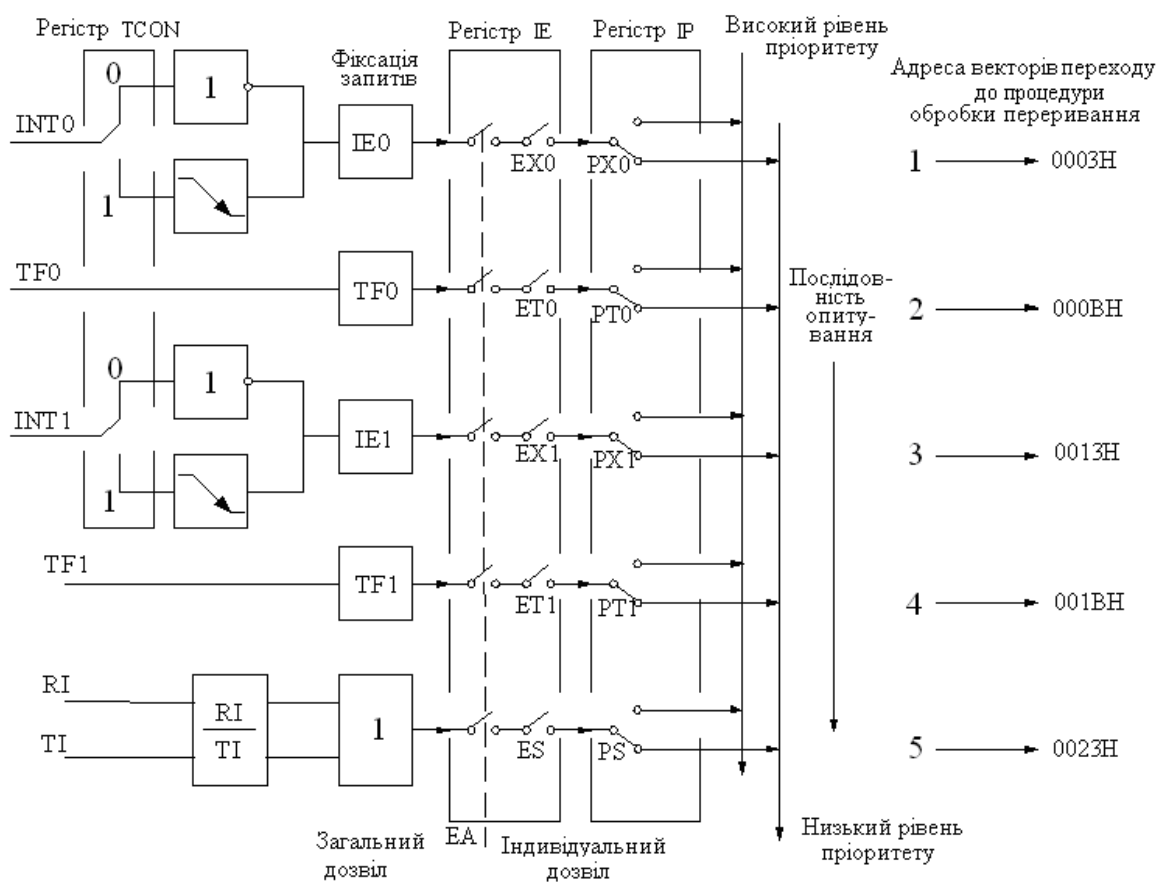 Регістр TCON
Фіксація
запитів
Регістр IE
Регістр IP
Високий рівень
пріоритету
Адреса векторів переходу
до процедури
обробки переривання
INT0
0
1
1
IE0
EX0
PX0
1
0003H
TF0
TF0
ET0
PT0
2
000BH
Послідов-
ність
опиту-
вання
INT1
0
1
1
IE1
EX1
PX1
3
0013H
TF1
TF1
ET1
PT1
4
001BH
RI
TI
RI
TI
1
ES
PS
5
0023H
Загальний
дозвіл
EA
Індивідуальний
дозвіл
Низький рівень
пріоритету